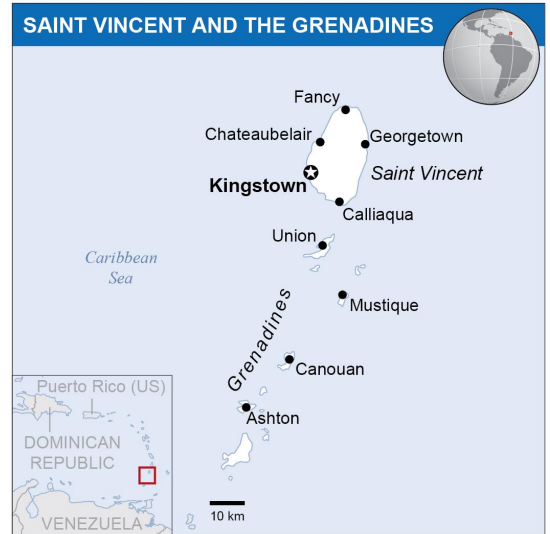 SAINT VINCENT AND THE GRENADINES
Fancy
Chateaubelair
Georgetown
Kingstown
Saint Vincent
Calliaqua
Union
Caribbean
Sea
Mustique
Grenadines
Canouan
Ashton
Puerto Rico (US)
DOMINICAN
REPUBLIC
VENEZUELA
10 km